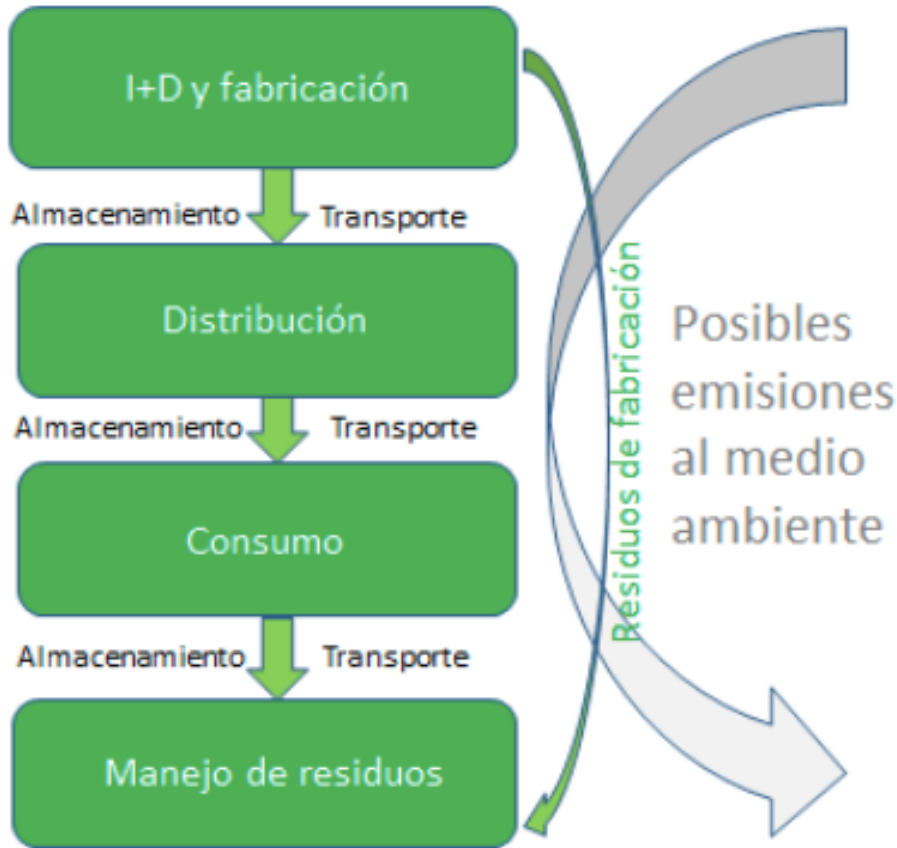 I+D y fabricación
Almacenamiento
Transporte
Distribución
Almacenamiento
Transporte
Consumo
Almacenamiento
Transporte
Manejo de residuos
Residuos de fabricación
Posibles
emisiones
al medio
ambiente